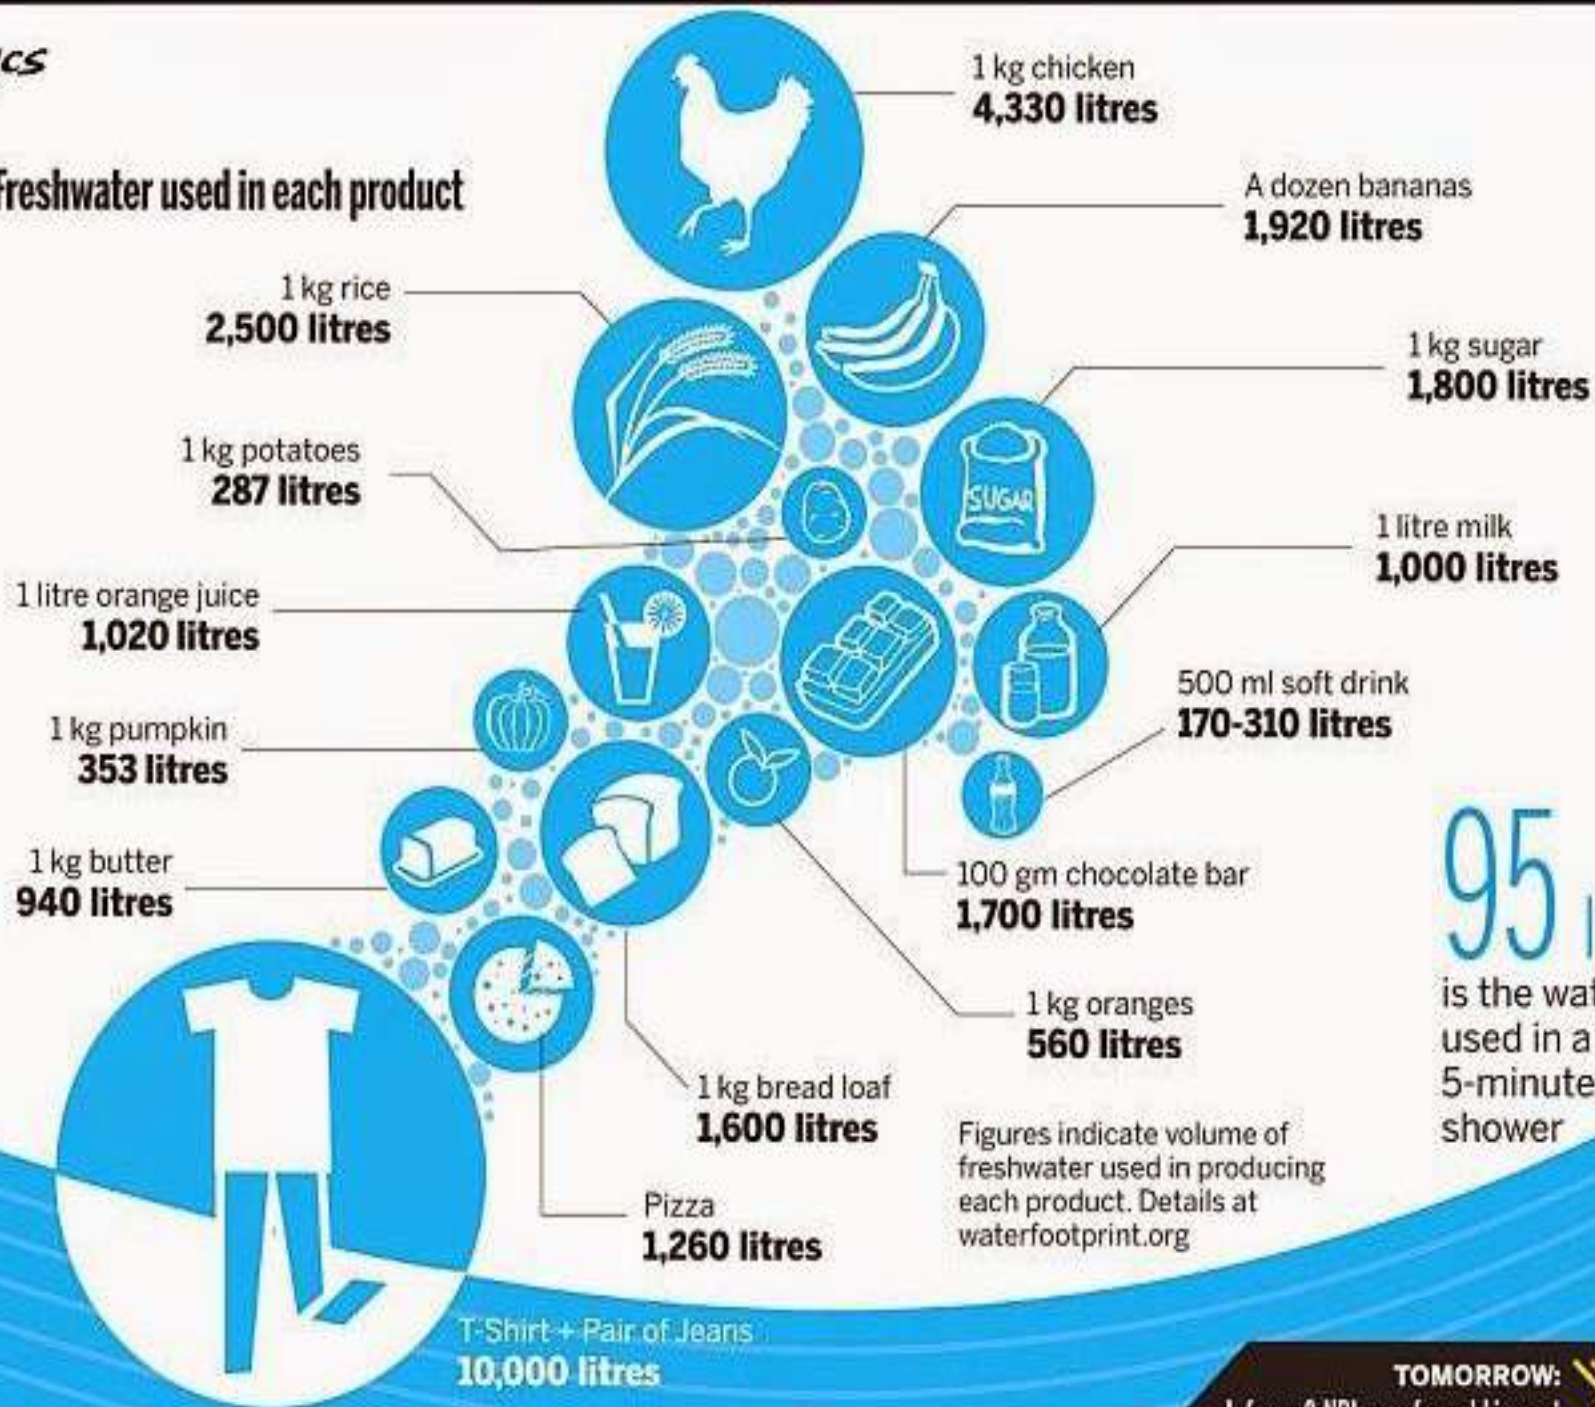 Freshwater used in each product
1 kg chicken
4,330 litres
A dozen bananas
1,920 litres
1 kg rice
2,500 litres
1 kg sugar
1,800 litres
1 kg potatoes
287 litres
SUGAR
1 litre milk
1,000 litres
1 litre orange juice
1,020 litres
500 ml soft drink
170-310 litres
1 kg pumpkin
353 litres
1 kg butter
940 litres
100 gm chocolate bar
1,700 litres
1 kg oranges
560 litres
1 kg bread loaf
1,600 litres
Pizza
1,260 litres
Figures indicate volume of
freshwater used in producing
each product. Details at
waterfootprint.org
95
is the
used in a
5-minute
shower
T-Shirt + Pair of Jeans
10,000 litres
TOMORROW: